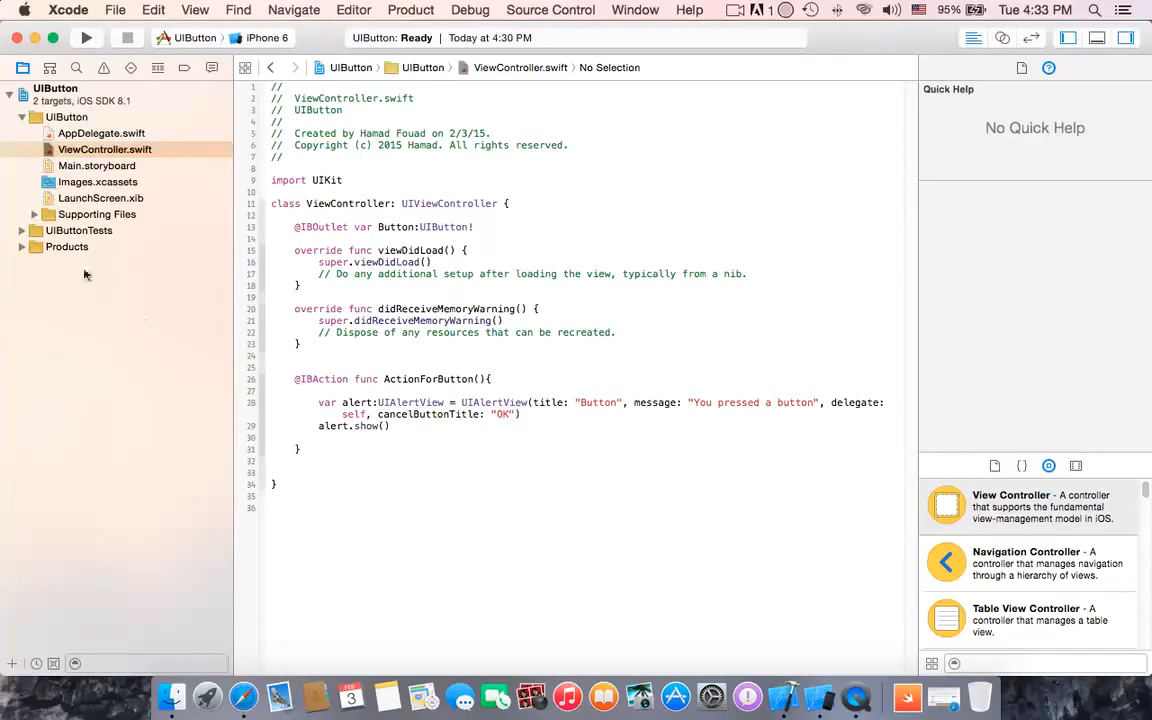 Xcode File Edit View Find Navigate Editor Product Debug Source Control Window Help 1 95% Tue 4:33 PM
UIButton iPhone 6 UIButton: Ready Today at 4:30 PM
UIButton UIButton ViewController.swift No Selection
UIButton
2 targets, iOS SDK 8.1
UIButton
AppDelegate.swift
ViewController.swift
Main.storyboard
Images.xcassets
LaunchScreen.xib
Supporting Files
UIButtonTests
Products
1 //
2 // ViewController.swift
3 // UIButton
4 //
5 // Created by Hamad Fouad on 2/3/15.
6 // Copyright (c) 2015 Hamad. All rights reserved.
7 //
8
9 import UIKit
10
11 class ViewController: UIViewController {
12
13 @IBOutlet var Button:UIButton!
14
15 override func viewDidLoad() {
16 super.viewDidLoad()
17 // Do any additional setup after loading the view, typically from a nib.
18 }
19
20 override func didReceiveMemoryWarning() {
21 super.didReceiveMemoryWarning()
22 // Dispose of any resources that can be recreated.
23 }
24
25
26 @IBAction func ActionForButton(){
27
28 var alert:UIAlertView = UIAlertView(title: "Button", message: "You pressed a button", delegate:
self, cancelButtonTitle: "OK")
29 alert.show()
30
31 }
32
33
34 }
35
36
Quick Help
No Quick Help
View Controller - A controller
that supports the fundamental
view-management model in iOS.
Navigation Controller - A
controller that manages navigation
through a hierarchy of views.
Table View Controller - A
controller that manages a table
view.
FEB
3